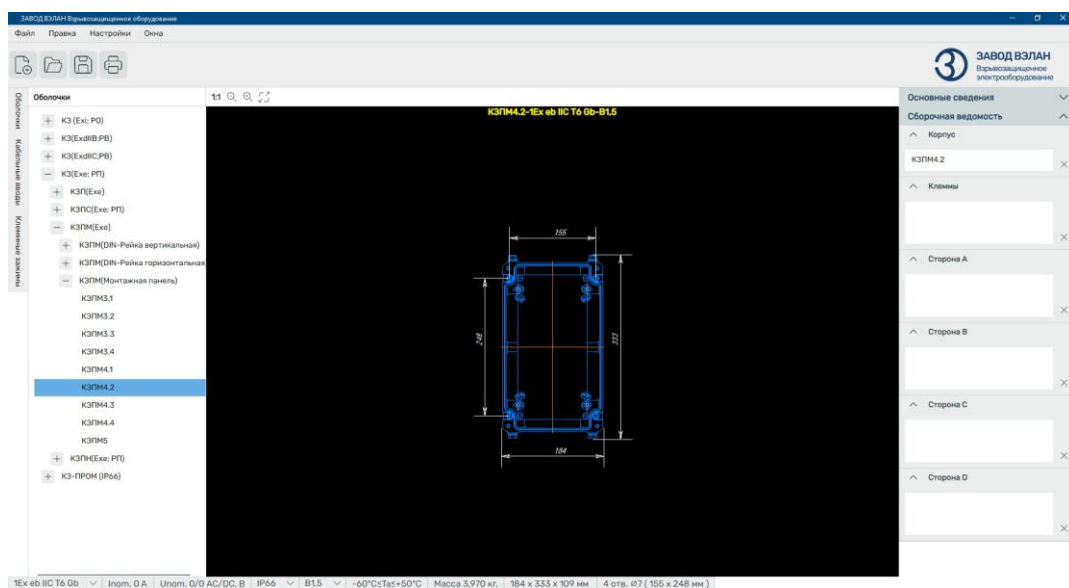 ЗАВОД ВЭЛАН Взрывозащищенное оборудование
Файл Правка Настройки Окна
ЗАВОД ВЭЛАН
Взрывозащищенное
электрооборудование
Оболочки
Кабельные вводы
Клеммные зажимы
Оболочки
КЗ (Exi: РО)
КЗ(ExdIIB;РВ)
КЗ(ExdIIC;РВ)
КЗ(Exe: РП)
КЗП(Exe)
КЗПС(Exe: РП)
КЗПМ(Exe)
КЗПМ(DIN-Рейка вертикальная)
КЗПМ(DIN-Рейка горизонтальная
КЗПМ(Монтажная панель)
КЗПМ3.1
КЗПМ3.2
КЗПМ3.3
КЗПМ3.4
КЗПМ4.1
КЗПМ4.2
КЗПМ4.3
КЗПМ4.4
КЗПМ5
КЗПН(Exe; РП)
КЗ-ПРОМ (IP66)
1:1
КЗПМ4.2-1Ex eb IIC T6 Gb-B1,5
155
248
333
184
Основные сведения
Сборочная ведомость
Корпус
КЗПМ4.2
Клеммы
Сторона A
Сторона B
Сторона C
Сторона D
1Ex eb IIC T6 Gb Inom. 0 A Unom. 0/0 AC/DC, В IP66 B1,5 -60°C≤Ta≤+50°C Масса 3,970 кг. 184 x 333 x 109 мм 4 отв. Ø7 ( 155 x 248 мм )